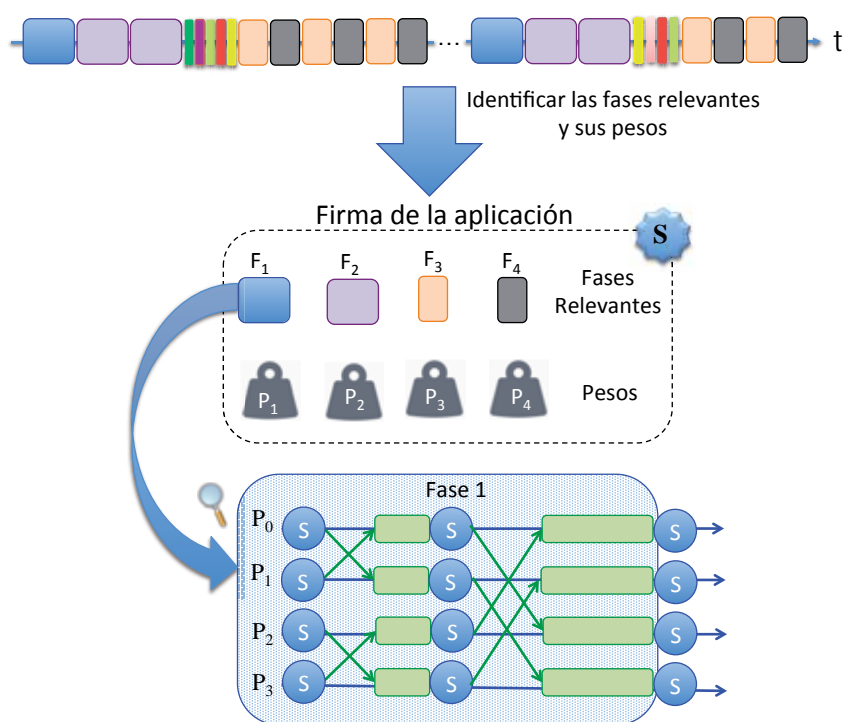 ... t
Identificar las fases relevantes
y sus pesos
Firma de la aplicación
S
F1 F2 F3 F4
Fases
Relevantes
P1 P2 P3 P4
Pesos
Fase 1
P0 S S S
P1 S S S
P2 S S S
P3 S S S